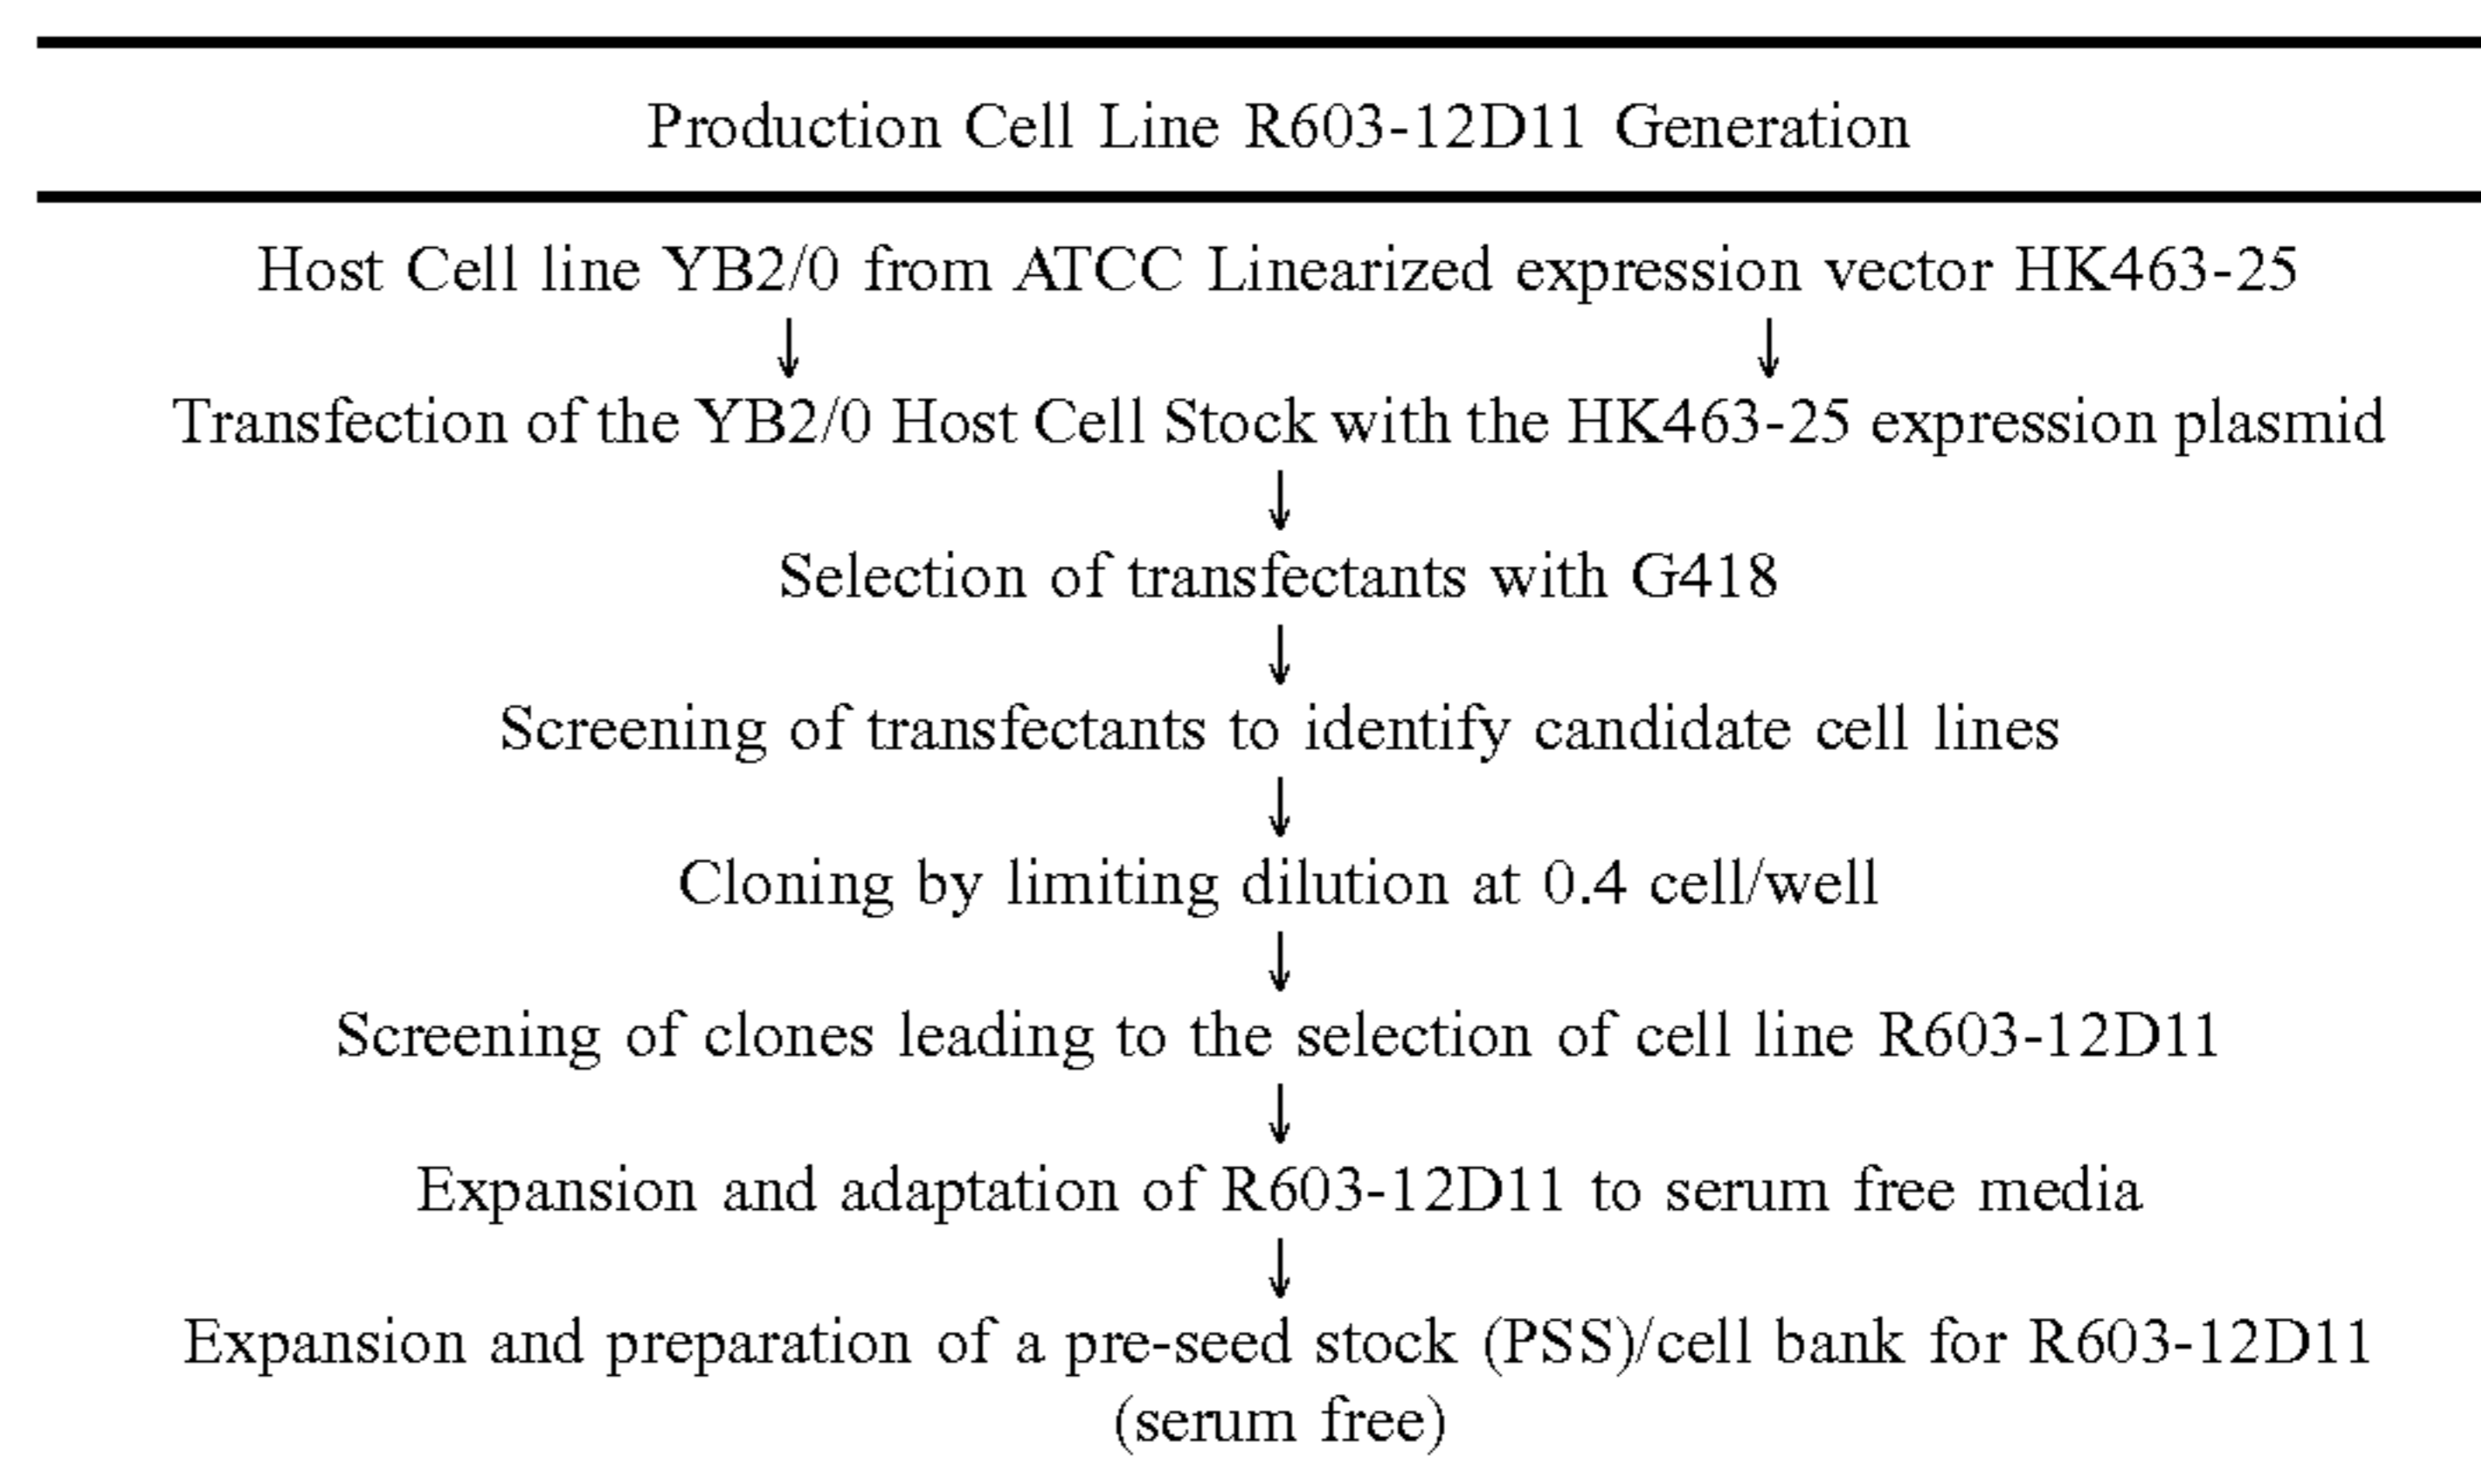 Production Cell Line R603-12D11 Generation
Host Cell line YB2/0 from ATCC Linearized expression vector HK463-25
Transfection of the YB2/0 Host Cell Stock with the HK463-25 expression plasmid
Selection of transfectants with G418
Screening of transfectants to identify candidate cell lines
Cloning by limiting dilution at 0.4 cell/well
Screening of clones leading to the selection of cell line R603-12D11
Expansion and adaptation of R603-12D11 to serum free media
Expansion and preparation of a pre-seed stock (PSS)/cell bank for R603-12D11
(serum free)